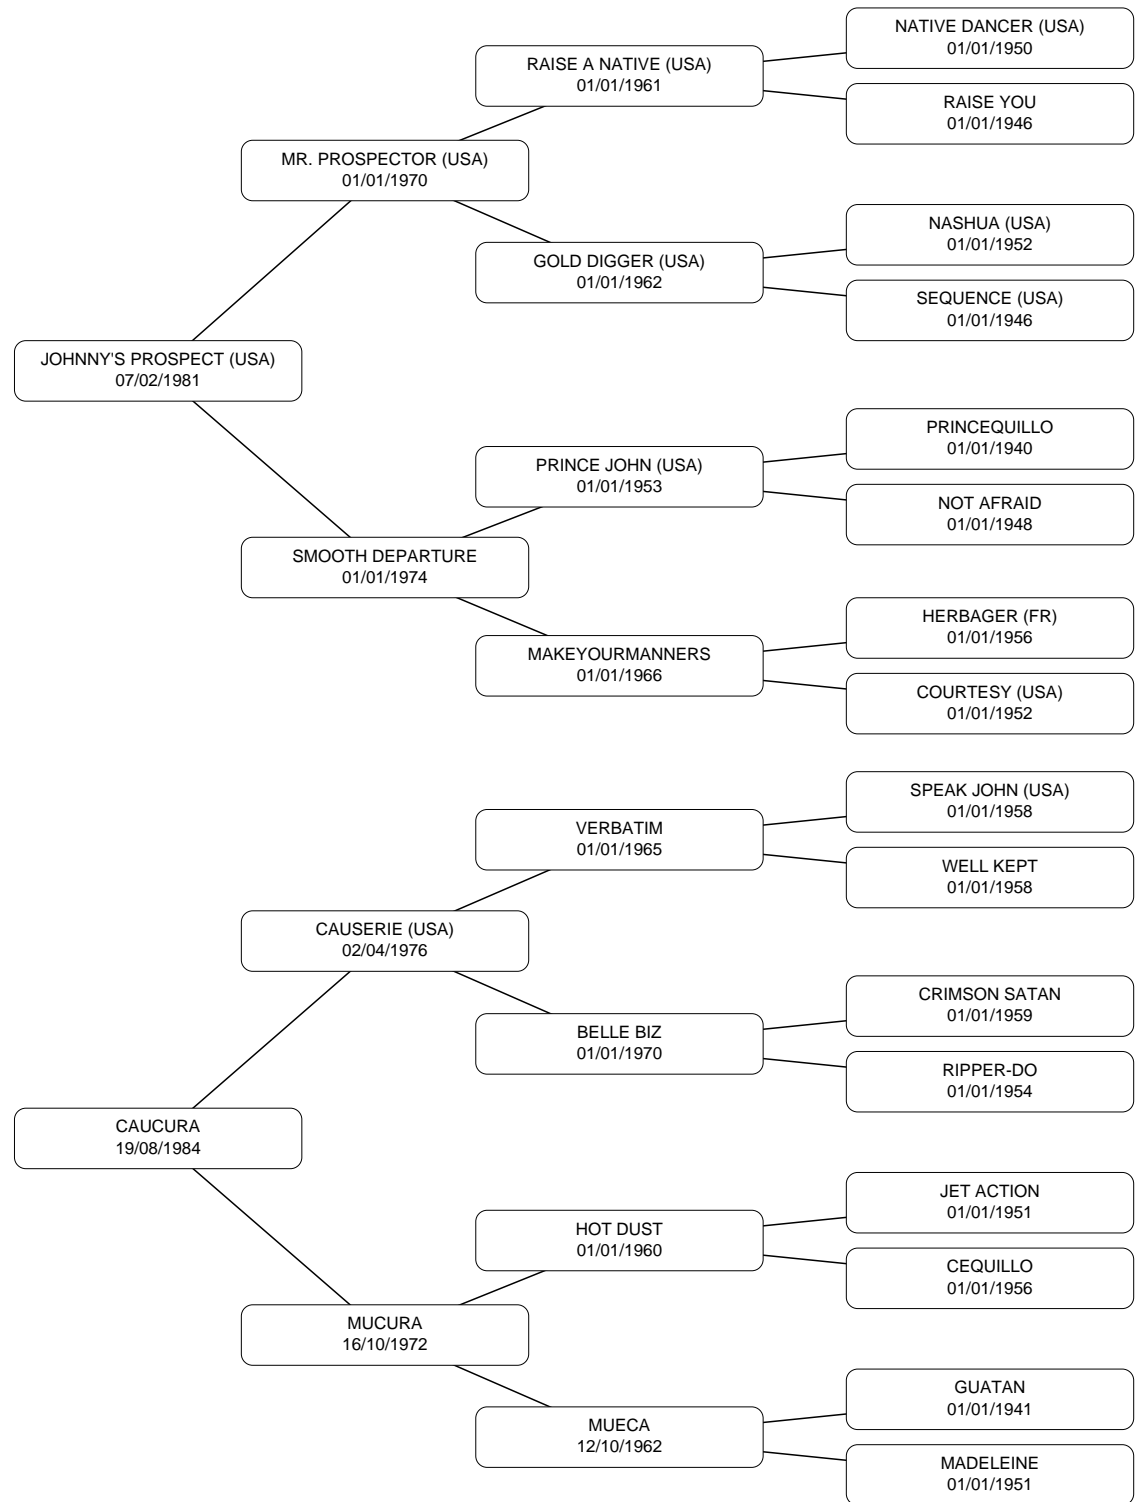 NATIVE DANCER (USA)
01/01/1950
RAISE A NATIVE (USA)
01/01/1961
RAISE YOU
01/01/1946
MR. PROSPECTOR (USA)
01/01/1970
NASHUA (USA)
01/01/1952
GOLD DIGGER (USA)
01/01/1962
SEQUENCE (USA)
01/01/1946
JOHNNY'S PROSPECT (USA)
07/02/1981
PRINCEQUILLO
01/01/1940
PRINCE JOHN (USA)
01/01/1953
NOT AFRAID
01/01/1948
SMOOTH DEPARTURE
01/01/1974
HERBAGER (FR)
01/01/1956
MAKEYOURMANNERS
01/01/1966
COURTESY (USA)
01/01/1952
SPEAK JOHN (USA)
01/01/1958
VERBATIM
01/01/1965
WELL KEPT
01/01/1958
CAUSERIE (USA)
02/04/1976
CRIMSON SATAN
01/01/1959
BELLE BIZ
01/01/1970
RIPPER-DO
01/01/1954
CAUCURA
19/08/1984
JET ACTION
01/01/1951
HOT DUST
01/01/1960
CEQUILLO
01/01/1956
MUCURA
16/10/1972
GUATAN
01/01/1941
MUECA
12/10/1962
MADELEINE
01/01/1951